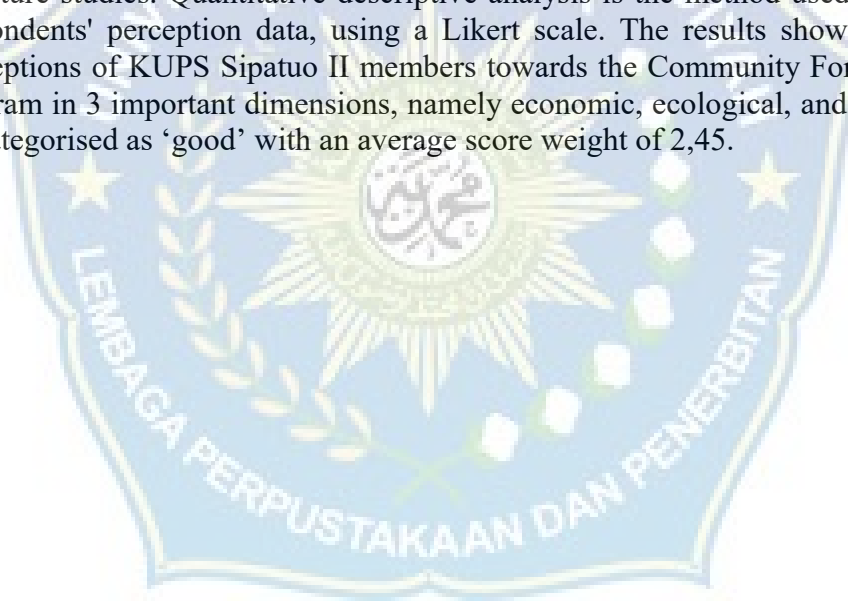 ture studies. Quantitative descriptive analysis is the method used
ondents' perception data, using a Likert scale. The results show
eptions of KUPS Sipatuo II members towards the Community For
ram in 3 important dimensions, namely economic, ecological, and
tegorised as ‘good’ with an average score weight of 2,45.
محمدية
LEMBAGA PERPUSTAKAAN DAN PENERBITAN